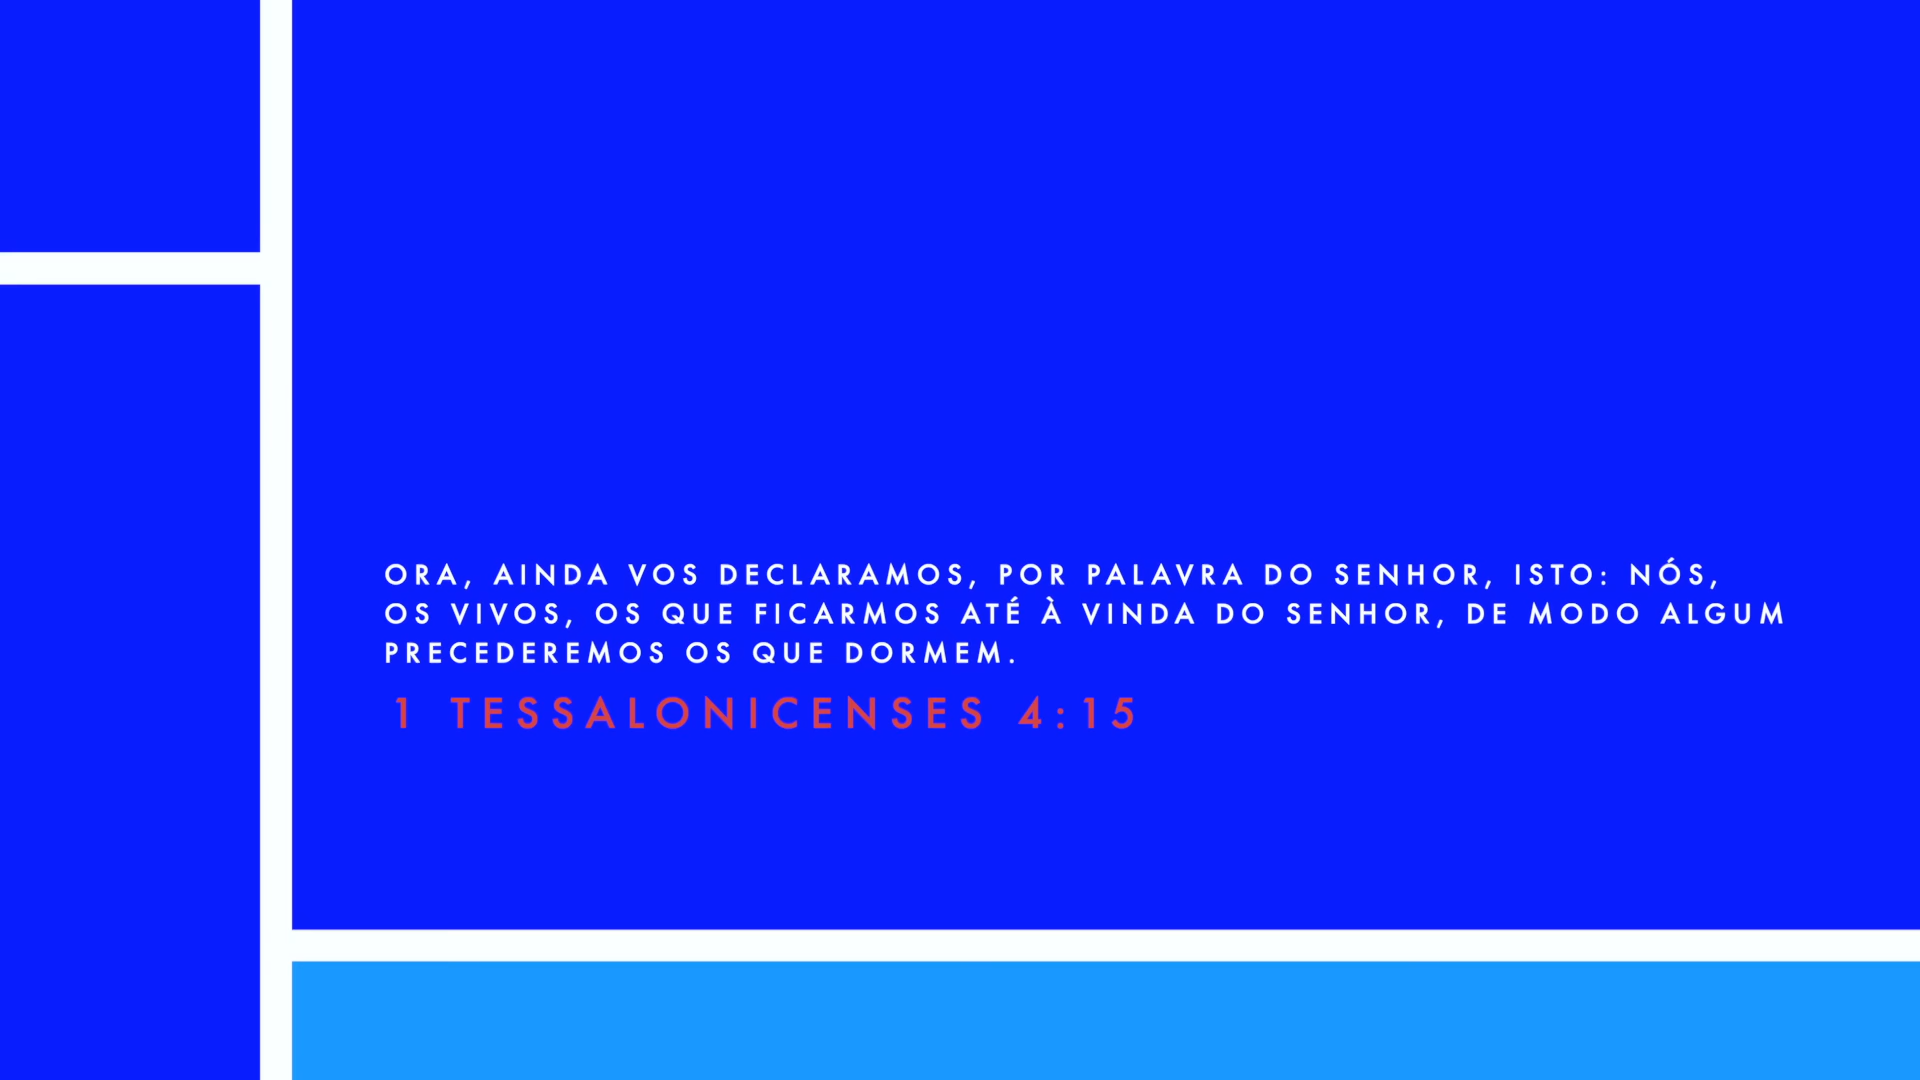 ORA, AINDA VOS DECLARAMOS, POR PALAVRA DO SENHOR, ISTO: NÓS,
OS VIVOS, OS QUE FICARMOS ATÉ À VINDA DO SENHOR, DE MODO ALGUM
PRECEDEREMOS OS QUE DORMEM.
1 TESSALONICENSES 4:15